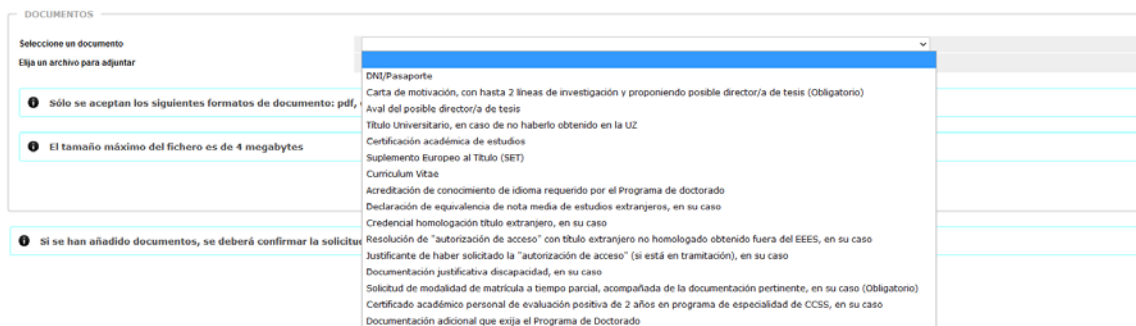 DOCUMENTOS
Seleccione un documento
Elija un archivo para adjuntar
DNI/Pasaporte
Carta de motivación, con hasta 2 líneas de investigación y proponiendo posible director/a de tesis (Obligatorio)
Sólo se aceptan los siguientes formatos de documento: pdf,
Aval del posible director/a de tesis
Título Universitario, en caso de no haberlo obtenido en la UZ
Certificación académica de estudios
El tamaño máximo del fichero es de 4 megabytes
Suplemento Europeo al Título (SET)
Curriculum Vitae
Acreditación de conocimiento de idioma requerido por el Programa de doctorado
Declaración de equivalencia de nota media de estudios extranjeros, en su caso
Credencial homologación título extranjero, en su caso
Resolución de "autorización de acceso" con título extranjero no homologado obtenido fuera del EEES, en su caso
Si se han añadido documentos, se deberá confirmar la solicitud
Justificante de haber solicitado la "autorización de acceso" (si está en tramitación), en su caso
Documentación justificativa discapacidad, en su caso
Solicitud de modalidad de matrícula a tiempo parcial, acompañada de la documentación pertinente, en su caso (Obligatorio)
Certificado académico personal de evaluación positiva de 2 años en programa de especialidad de CCSS, en su caso
Documentación adicional que exija el Programa de Doctorado